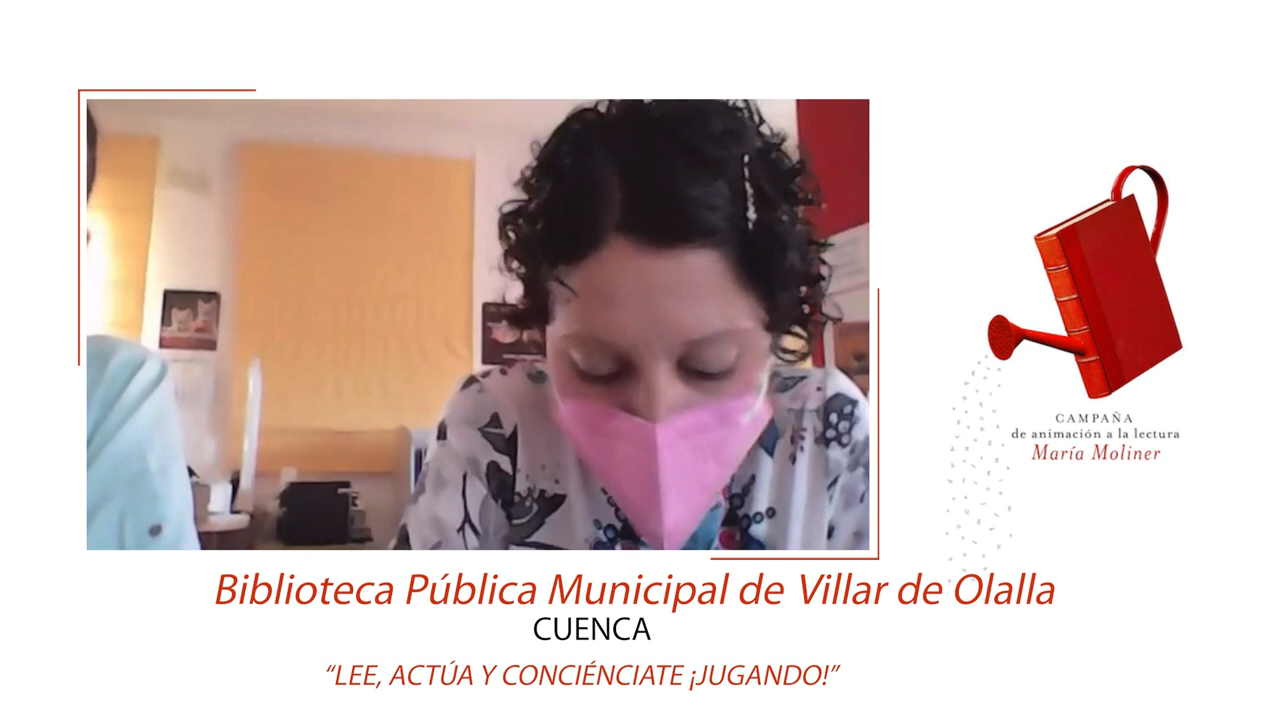 CAMPAÑA
de animación a la lectura
María Moliner
Biblioteca Pública Municipal de Villar de Olalla
CUENCA
“LEE, ACTÚA Y CONCIÉNCIATE ¡JUGANDO!”